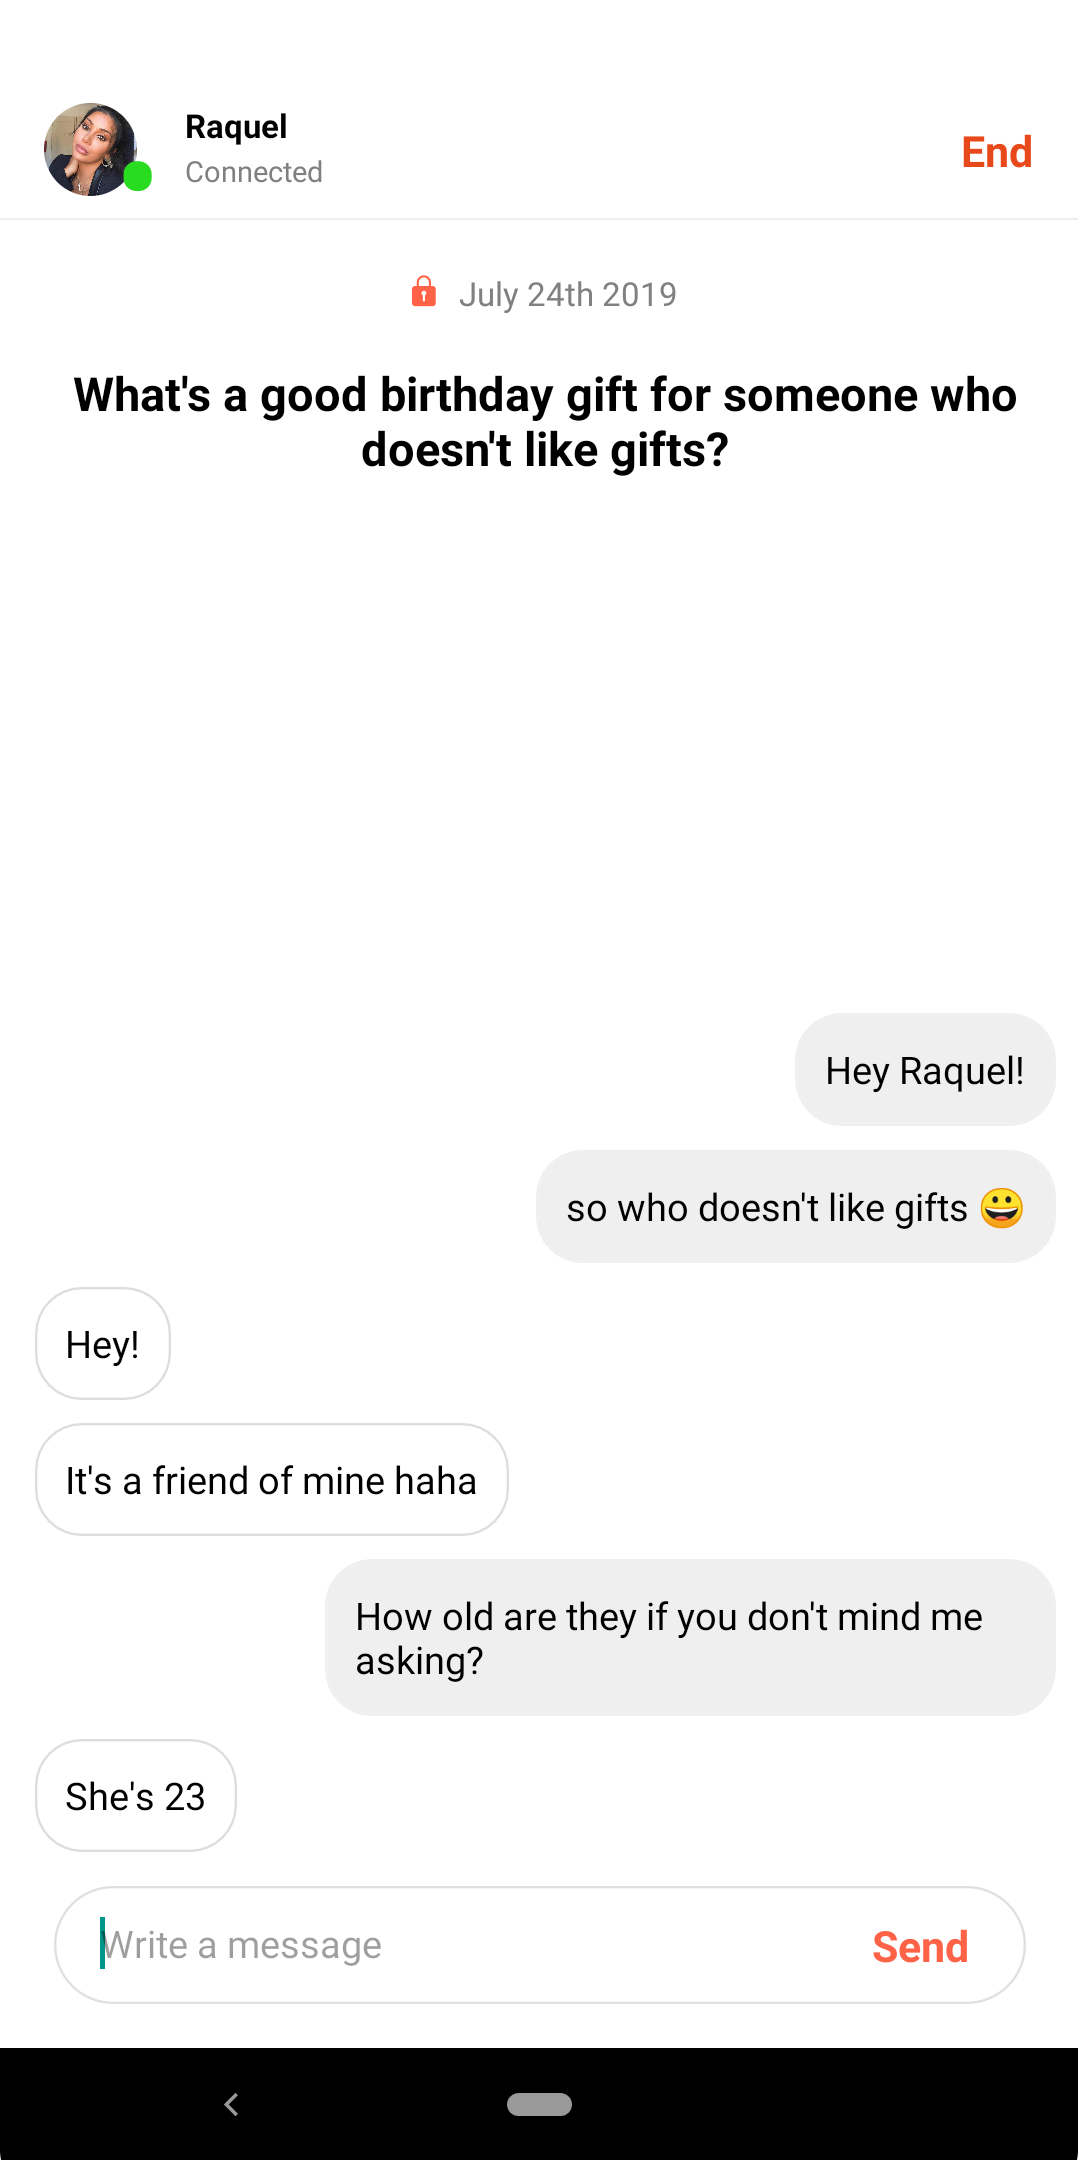 Raquel
Connected
End
July 24th 2019
What's a good birthday gift for someone who
doesn't like gifts?
Hey Raquel!
so who doesn't like gifts 😀
Hey!
It's a friend of mine haha
How old are they if you don't mind me
asking?
She's 23
Write a message
Send